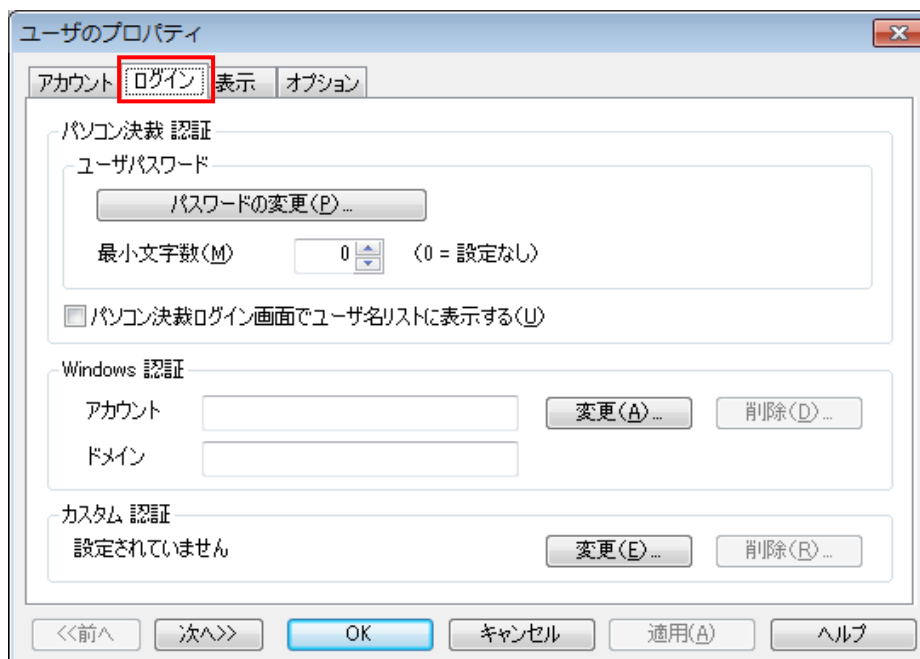 ユーザのプロパティ
アカウント ログイン 表示 オプション
パソコン決裁 認証
ユーザパスワード
パスワードの変更(P)...
最小文字数(M) 0 (0 = 設定なし)
パソコン決裁ログイン画面でユーザ名リストに表示する(U)
Windows 認証
アカウント 変更(A)... 削除(D)...
ドメイン
カスタム 認証
設定されていません 変更(E)... 削除(R)...
<<前へ 次へ>> OK キャンセル 適用(A) ヘルプ